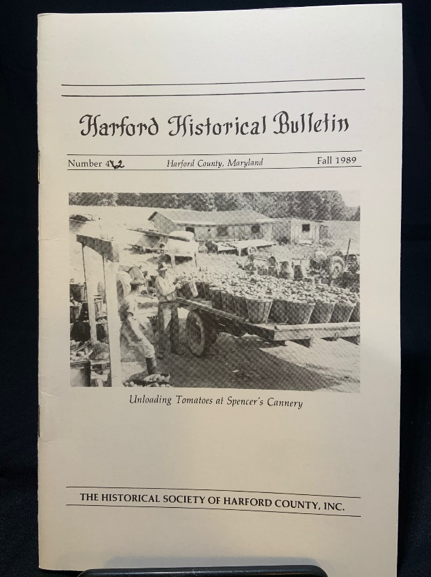 Harford Historical Bulletin
Number 42 Harford County, Maryland Fall 1989
Unloading Tomatoes at Spencer's Cannery
THE HISTORICAL SOCIETY OF HARFORD COUNTY, INC.